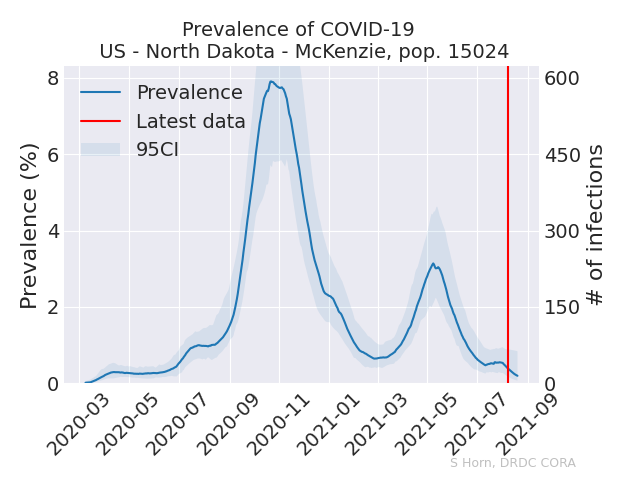 Prevalence of COVID-19
US - North Dakota - McKenzie, pop. 15024
Prevalence (%)
8
6
4
2
0
Prevalence
Latest data
95CI
600
450
300
150
0
# of infections
2020-03
2020-05
2020-07
2020-09
2020-11
2021-01
2021-03
2021-05
2021-07
2021-09
S Horn, DRDC CORA